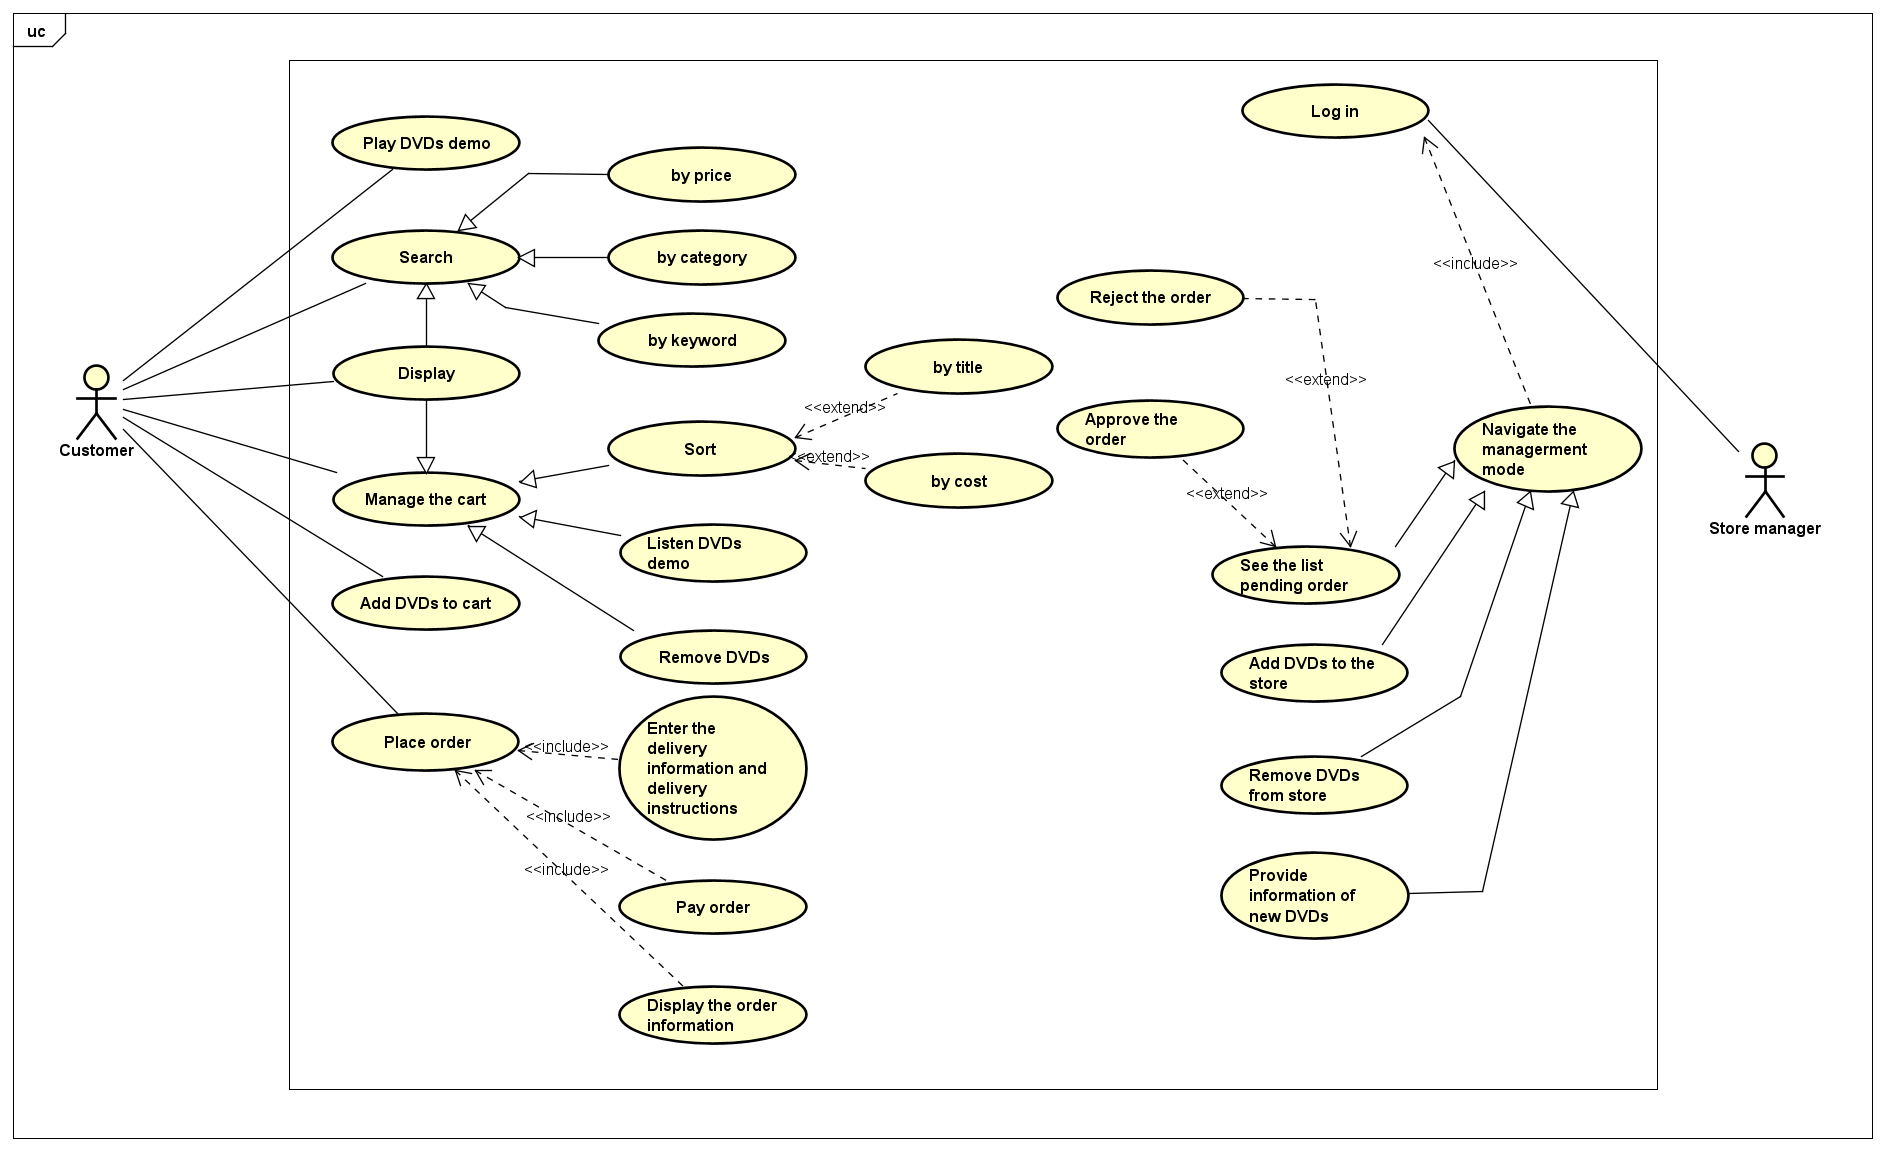 uc
Log in
Play DVDs demo
by price
Search
by category
<<include>>
Reject the order
by keyword
Display
by title
<<extend>>
<<extend>>
Approve the
order
Navigate the
managerment
mode
Customer
Sort
<<extend>>
by cost
Manage the cart
<<extend>>
Store manager
Listen DVDs
demo
See the list
pending order
Add DVDs to cart
Remove DVDs
Add DVDs to the
store
Place order
<<include>>
Enter the
delivery
information and
delivery
instructions
Remove DVDs
from store
<<include>>
<<include>>
Provide
information of
new DVDs
Pay order
Display the order
information